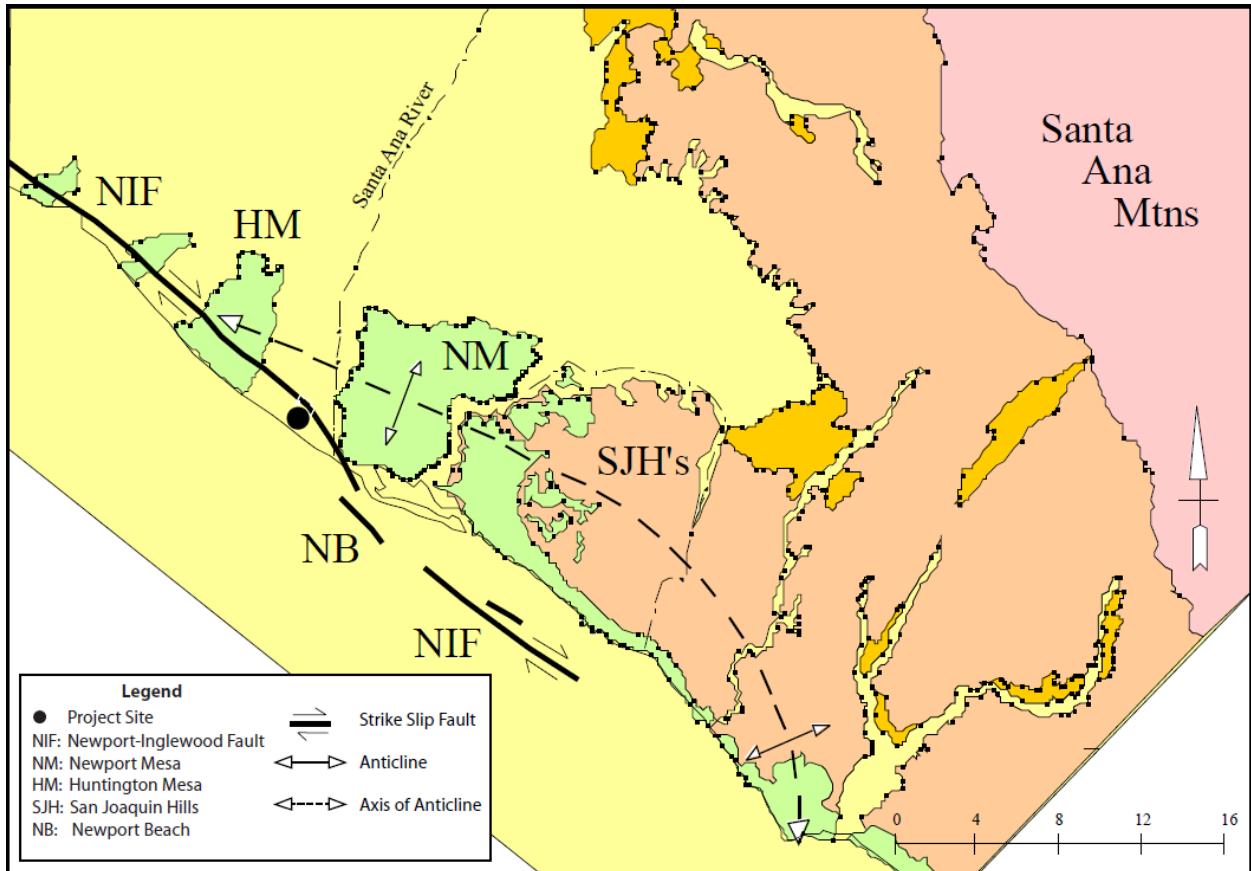 Santa Ana River
Santa
Ana
Mtns
NIF
HM
NM
SJH's
NB
NIF
Legend
Project Site
NIF: Newport-Inglewood Fault
NM: Newport Mesa
HM: Huntington Mesa
SJH: San Joaquin Hills
NB: Newport Beach
Strike Slip Fault
Anticline
Axis of Anticline
0 4 8 12 16